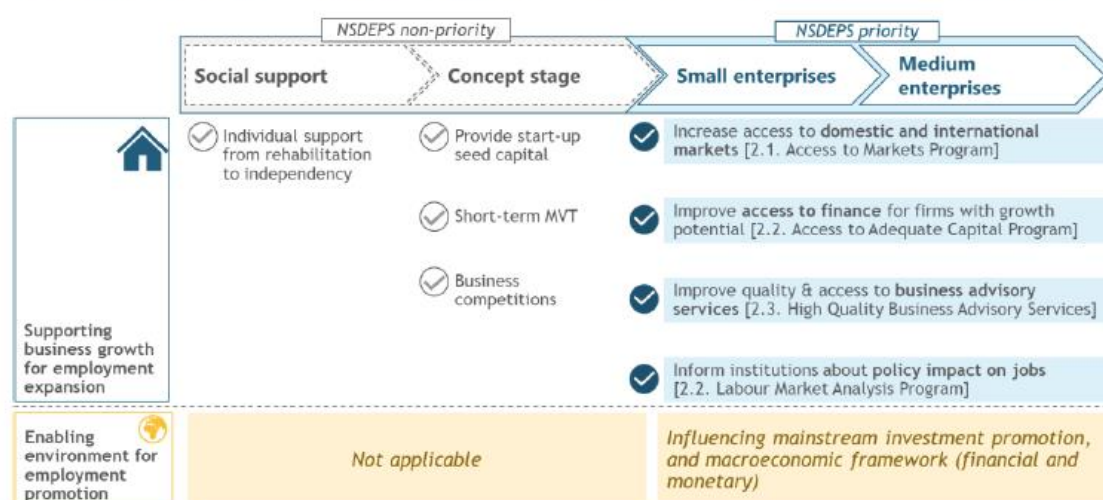 NSDEPS non-priority
NSDEPS priority
Social support
Concept stage
Small enterprises
Medium
enterprises
Supporting
business growth
for employment
expansion
Individual support
from rehabilitation
to independency
Provide start-up
seed capital
Short-term MVT
Business
competitions
Increase access to domestic and international
markets [2.1. Access to Markets Program]
Improve access to finance for firms with growth
potential [2.2. Access to Adequate Capital Program]
Improve quality & access to business advisory
services [2.3. High Quality Business Advisory Services]
Inform institutions about policy impact on jobs
[2.2. Labour Market Analysis Program]
Enabling
environment for
employment
promotion
Not applicable
Influencing mainstream investment promotion,
and macroeconomic framework (financial and
monetary)